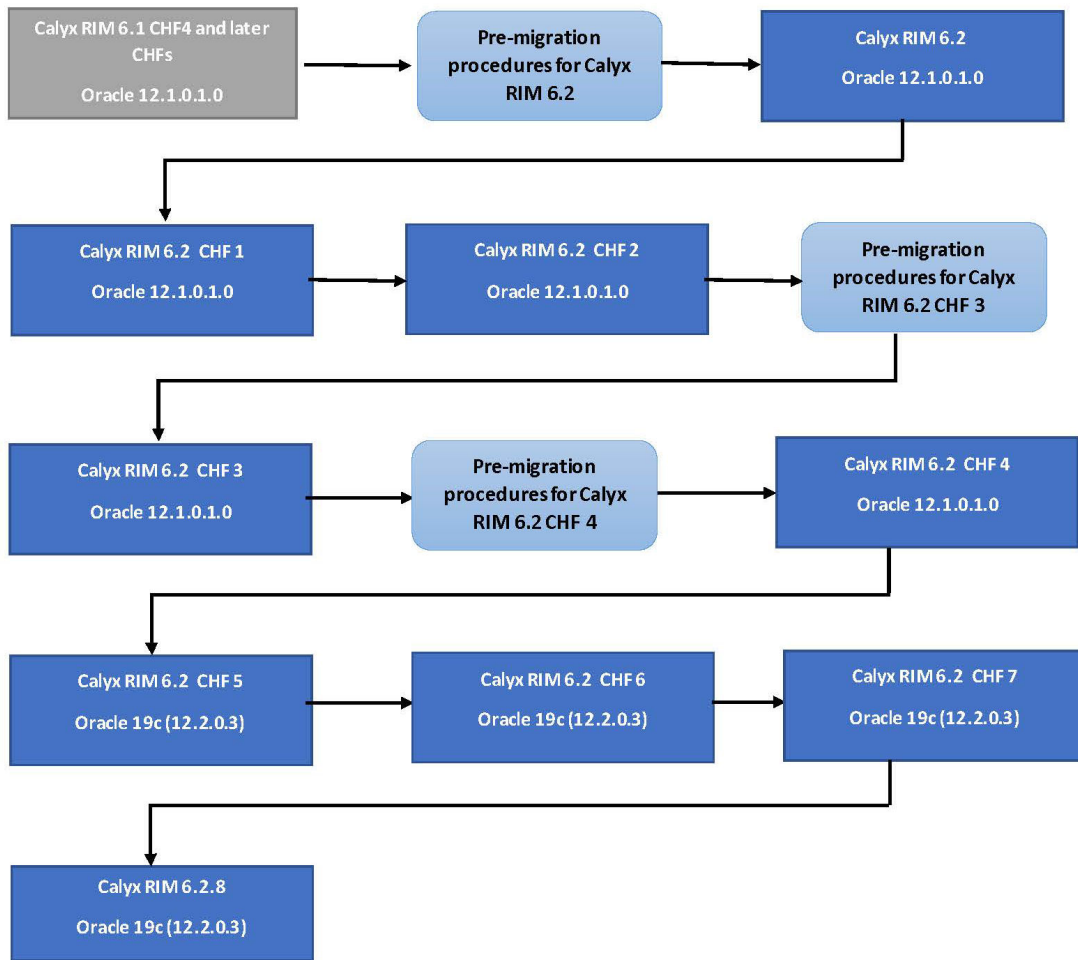 Calyx RIM 6.1 CHF4 and later
CHFs
Oracle 12.1.0.1.0
Pre-migration
procedures for Calyx
RIM 6.2
Calyx RIM 6.2
Oracle 12.1.0.1.0
Calyx RIM 6.2 CHF 1
Oracle 12.1.0.1.0
Calyx RIM 6.2 CHF 2
Oracle 12.1.0.1.0
Pre-migration
procedures for Calyx
RIM 6.2 CHF 3
Calyx RIM 6.2 CHF 3
Oracle 12.1.0.1.0
Pre-migration
procedures for Calyx
RIM 6.2 CHF 4
Calyx RIM 6.2 CHF 4
Oracle 12.1.0.1.0
Calyx RIM 6.2 CHF 5
Oracle 19c (12.2.0.3)
Calyx RIM 6.2 CHF 6
Oracle 19c (12.2.0.3)
Calyx RIM 6.2 CHF 7
Oracle 19c (12.2.0.3)
Calyx RIM 6.2.8
Oracle 19c (12.2.0.3)